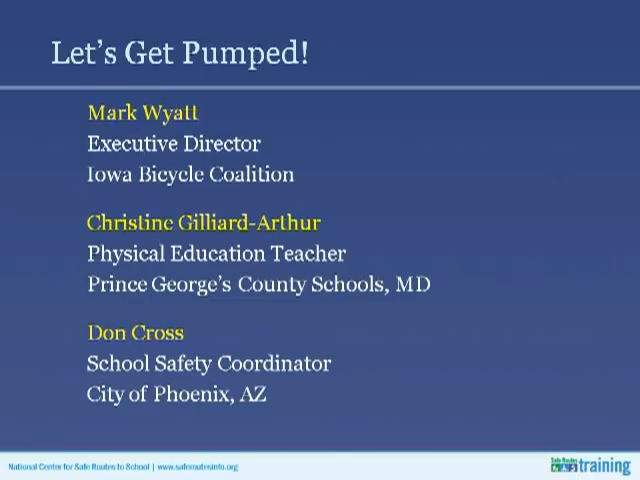 Let's Get Pumped!
Mark Wyatt
Executive Director
Iowa Bicycle Coalition
Christine Gilliard-Arthur
Physical Education Teacher
Prince George's County Schools, MD
Don Cross
School Safety Coordinator
City of Phoenix, AZ
National Center for Safe Routes to School | www.saferoutesinfo.org
Safe Routes
training